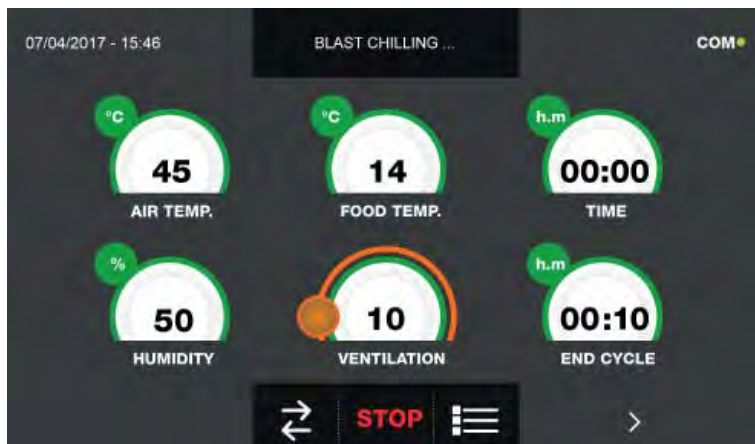 07/04/2017 - 15:46 BLAST CHILLING ... COM
°C °C h.m
45 14 00:00
AIR TEMP. FOOD TEMP. TIME
% h.m
50 10 00:10
HUMIDITY VENTILATION END CYCLE
STOP